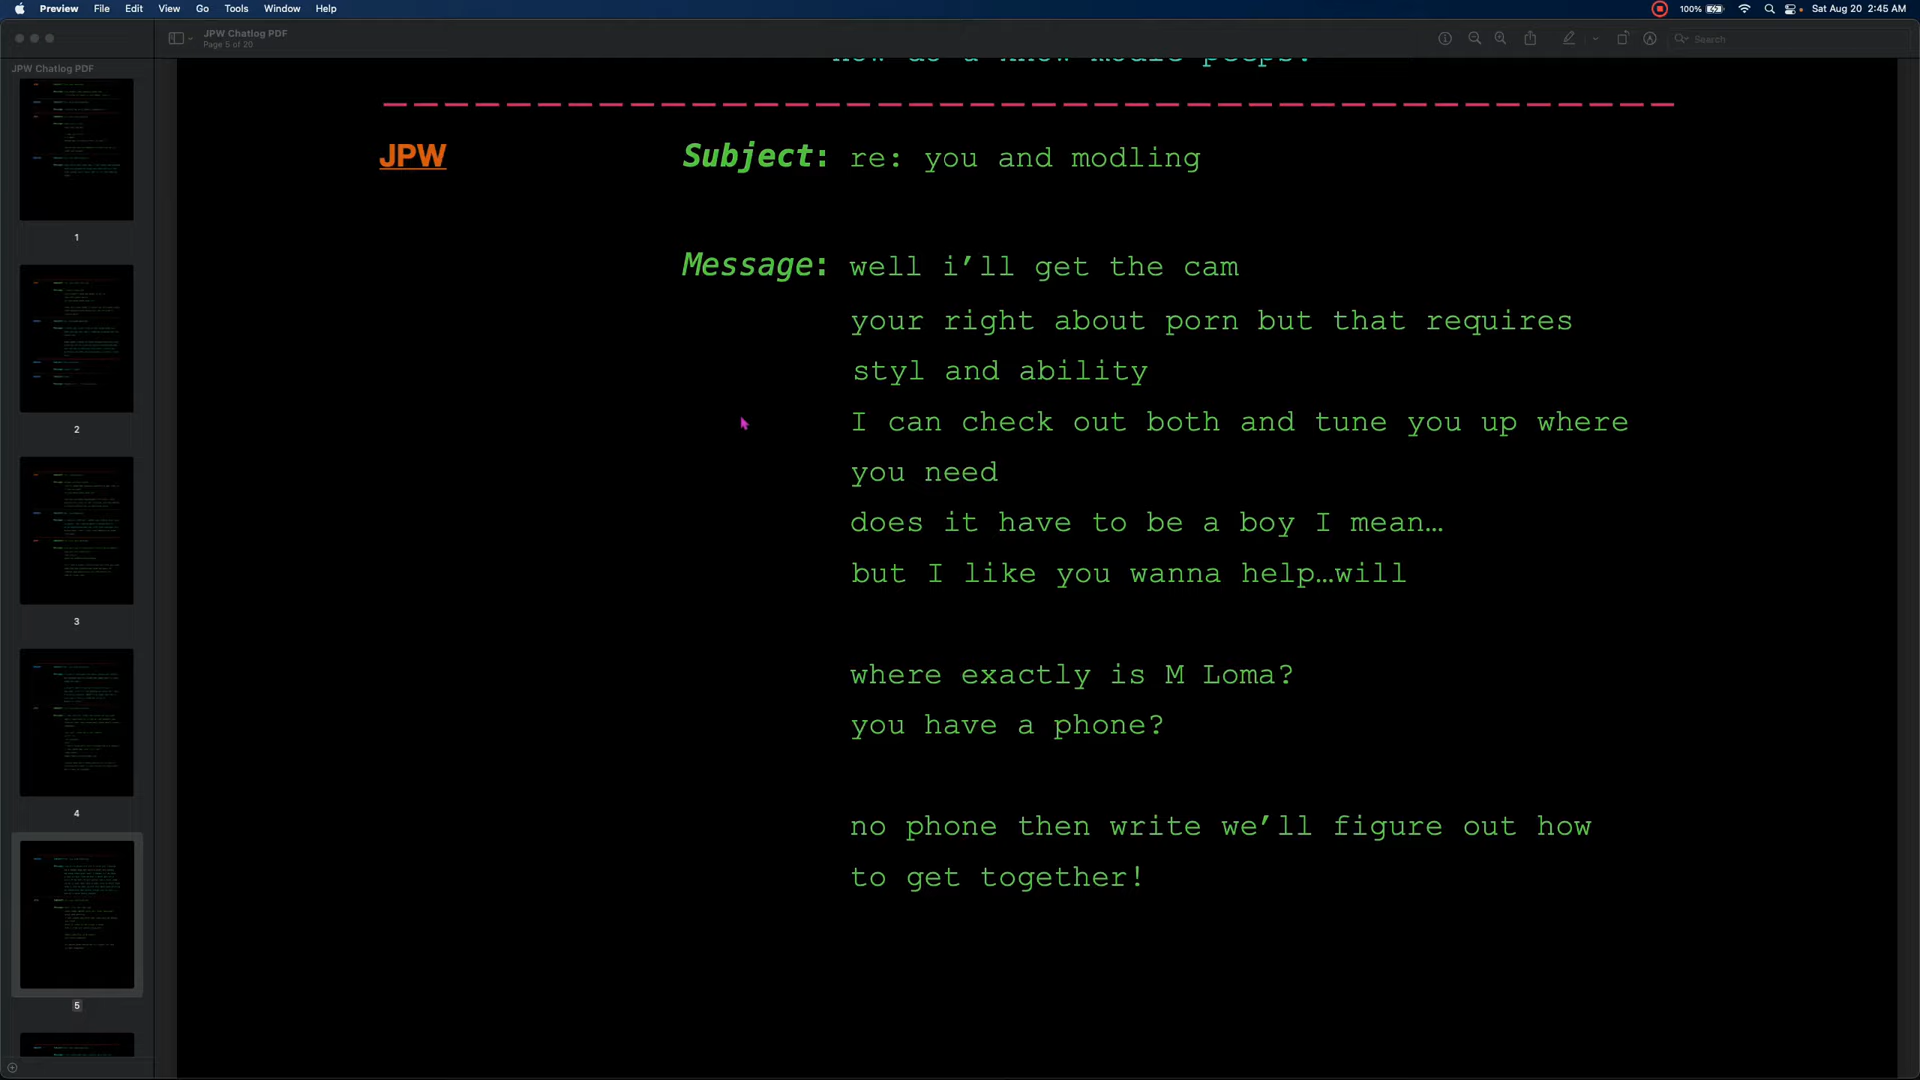 Preview File Edit View Go Tools Window Help 100% Sat Aug 20 2:45 AM
JPW Chatlog PDF
Page 5 of 20
Search
JPW Chatlog PDF
JPW
Subject: re: you and modling
Message: well i’ll get the cam
your right about porn but that requires
styl and ability
I can check out both and tune you up where
you need
does it have to be a boy I mean…
but I like you wanna help…will
where exactly is M Loma?
you have a phone?
no phone then write we’ll figure out how
to get together!
1
2
3
4
5